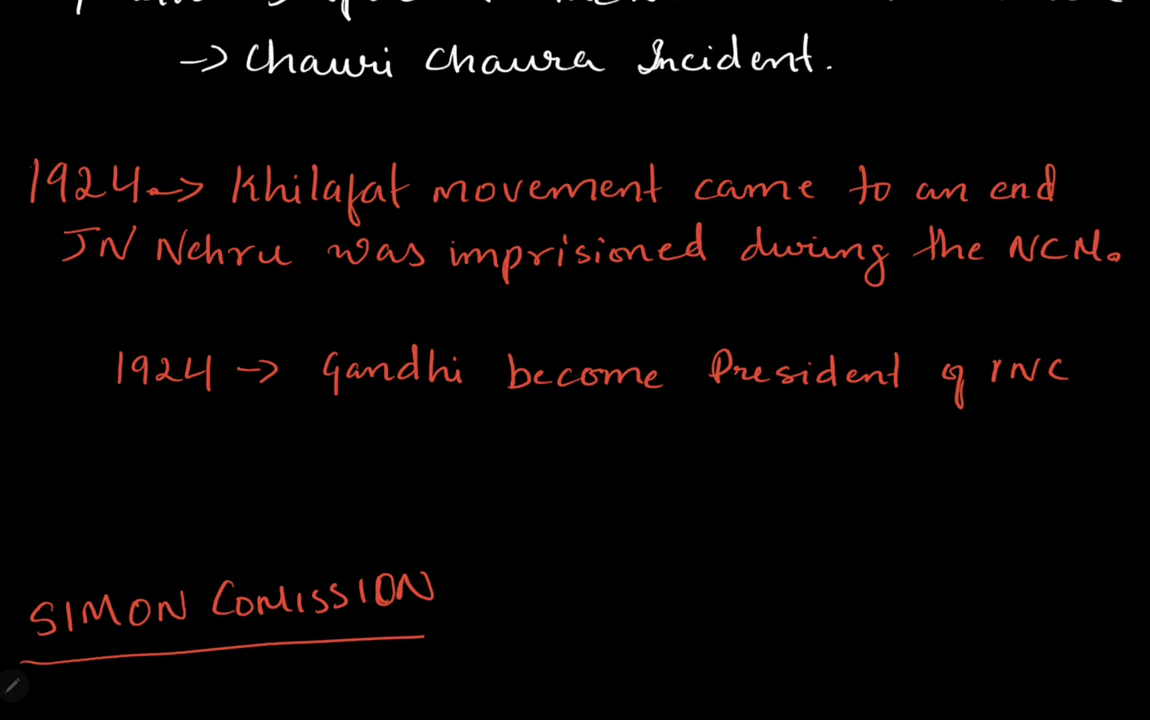 -> Chauri Chaura Incident.
1924 -> Khilafat movement came to an end
JN Nehru was imprisioned during the NCM.
1924 -> Gandhi become President of INC
SIMON COMISSION